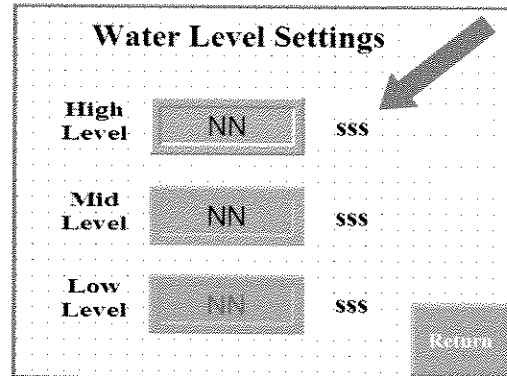 Water Level Settings
High
Level
NN
sss
Mid
Level
NN
sss
Low
Level
NN
sss
Return